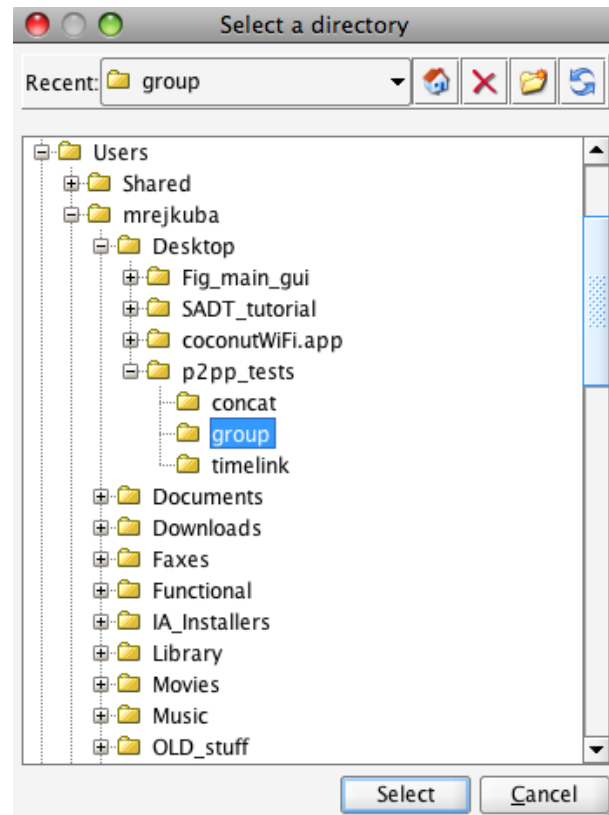 Select a directory
Recent: group
Users
Shared
mrejkuba
Desktop
Fig_main_gui
SADT_tutorial
coconutWiFi.app
p2pp_tests
concat
group
timelink
Documents
Downloads
Faxes
Functional
IA_Installers
Library
Movies
Music
OLD_stuff
Select Cancel